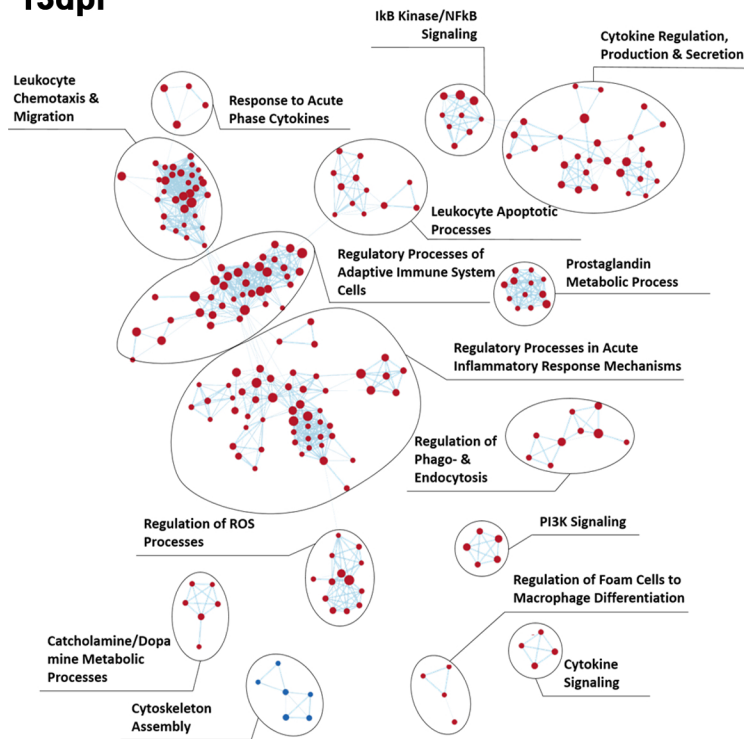 13dpi
IkB Kinase/NFkB
Signaling
Cytokine Regulation,
Production & Secretion
Leukocyte
Chemotaxis &
Migration
Response to Acute
Phase Cytokines
Leukocyte Apoptotic
Processes
Regulatory Processes of
Adaptive Immune System
Cells
Prostaglandin
Metabolic Process
Regulatory Processes in Acute
Inflammatory Response Mechanisms
Regulation of
Phago- &
Endocytosis
Regulation of ROS
Processes
PI3K Signaling
Regulation of Foam Cells to
Macrophage Differentiation
Catcholamine/Dopa
mine Metabolic
Processes
Cytokine
Signaling
Cytoskeleton
Assembly